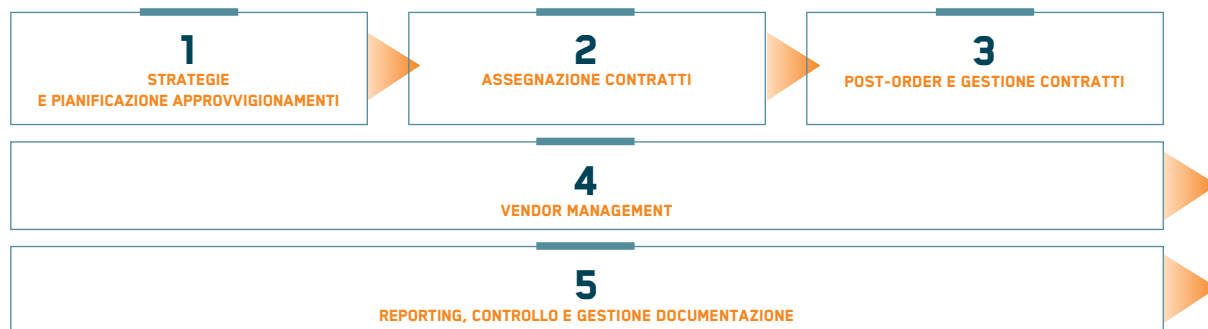 1
STRATEGIE
E PIANIFICAZIONE APPROVVIGIONAMENTI
2
ASSEGNAZIONE CONTRATTI
3
POST-ORDER E GESTIONE CONTRATTI
4
VENDOR MANAGEMENT
5
REPORTING, CONTROLLO E GESTIONE DOCUMENTAZIONE